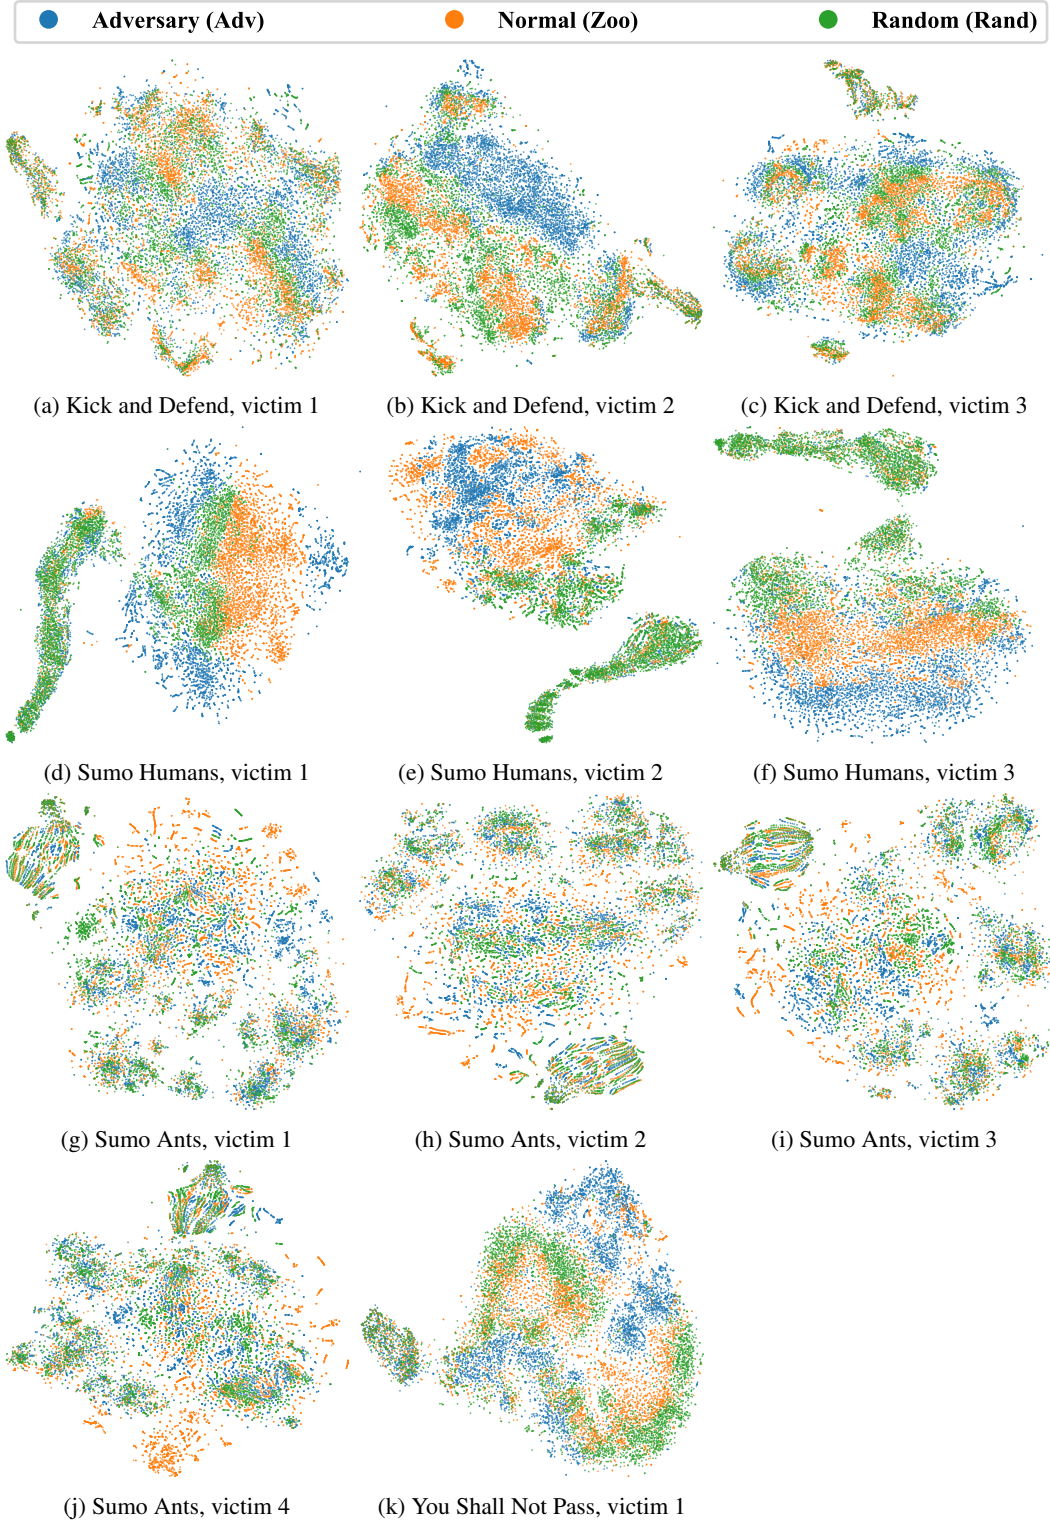 Adversary (Adv) Normal (Zoo) Random (Rand)
(a) Kick and Defend, victim 1 (b) Kick and Defend, victim 2 (c) Kick and Defend, victim 3
(d) Sumo Humans, victim 1 (e) Sumo Humans, victim 2 (f) Sumo Humans, victim 3
(g) Sumo Ants, victim 1 (h) Sumo Ants, victim 2 (i) Sumo Ants, victim 3
(j) Sumo Ants, victim 4 (k) You Shall Not Pass, victim 1